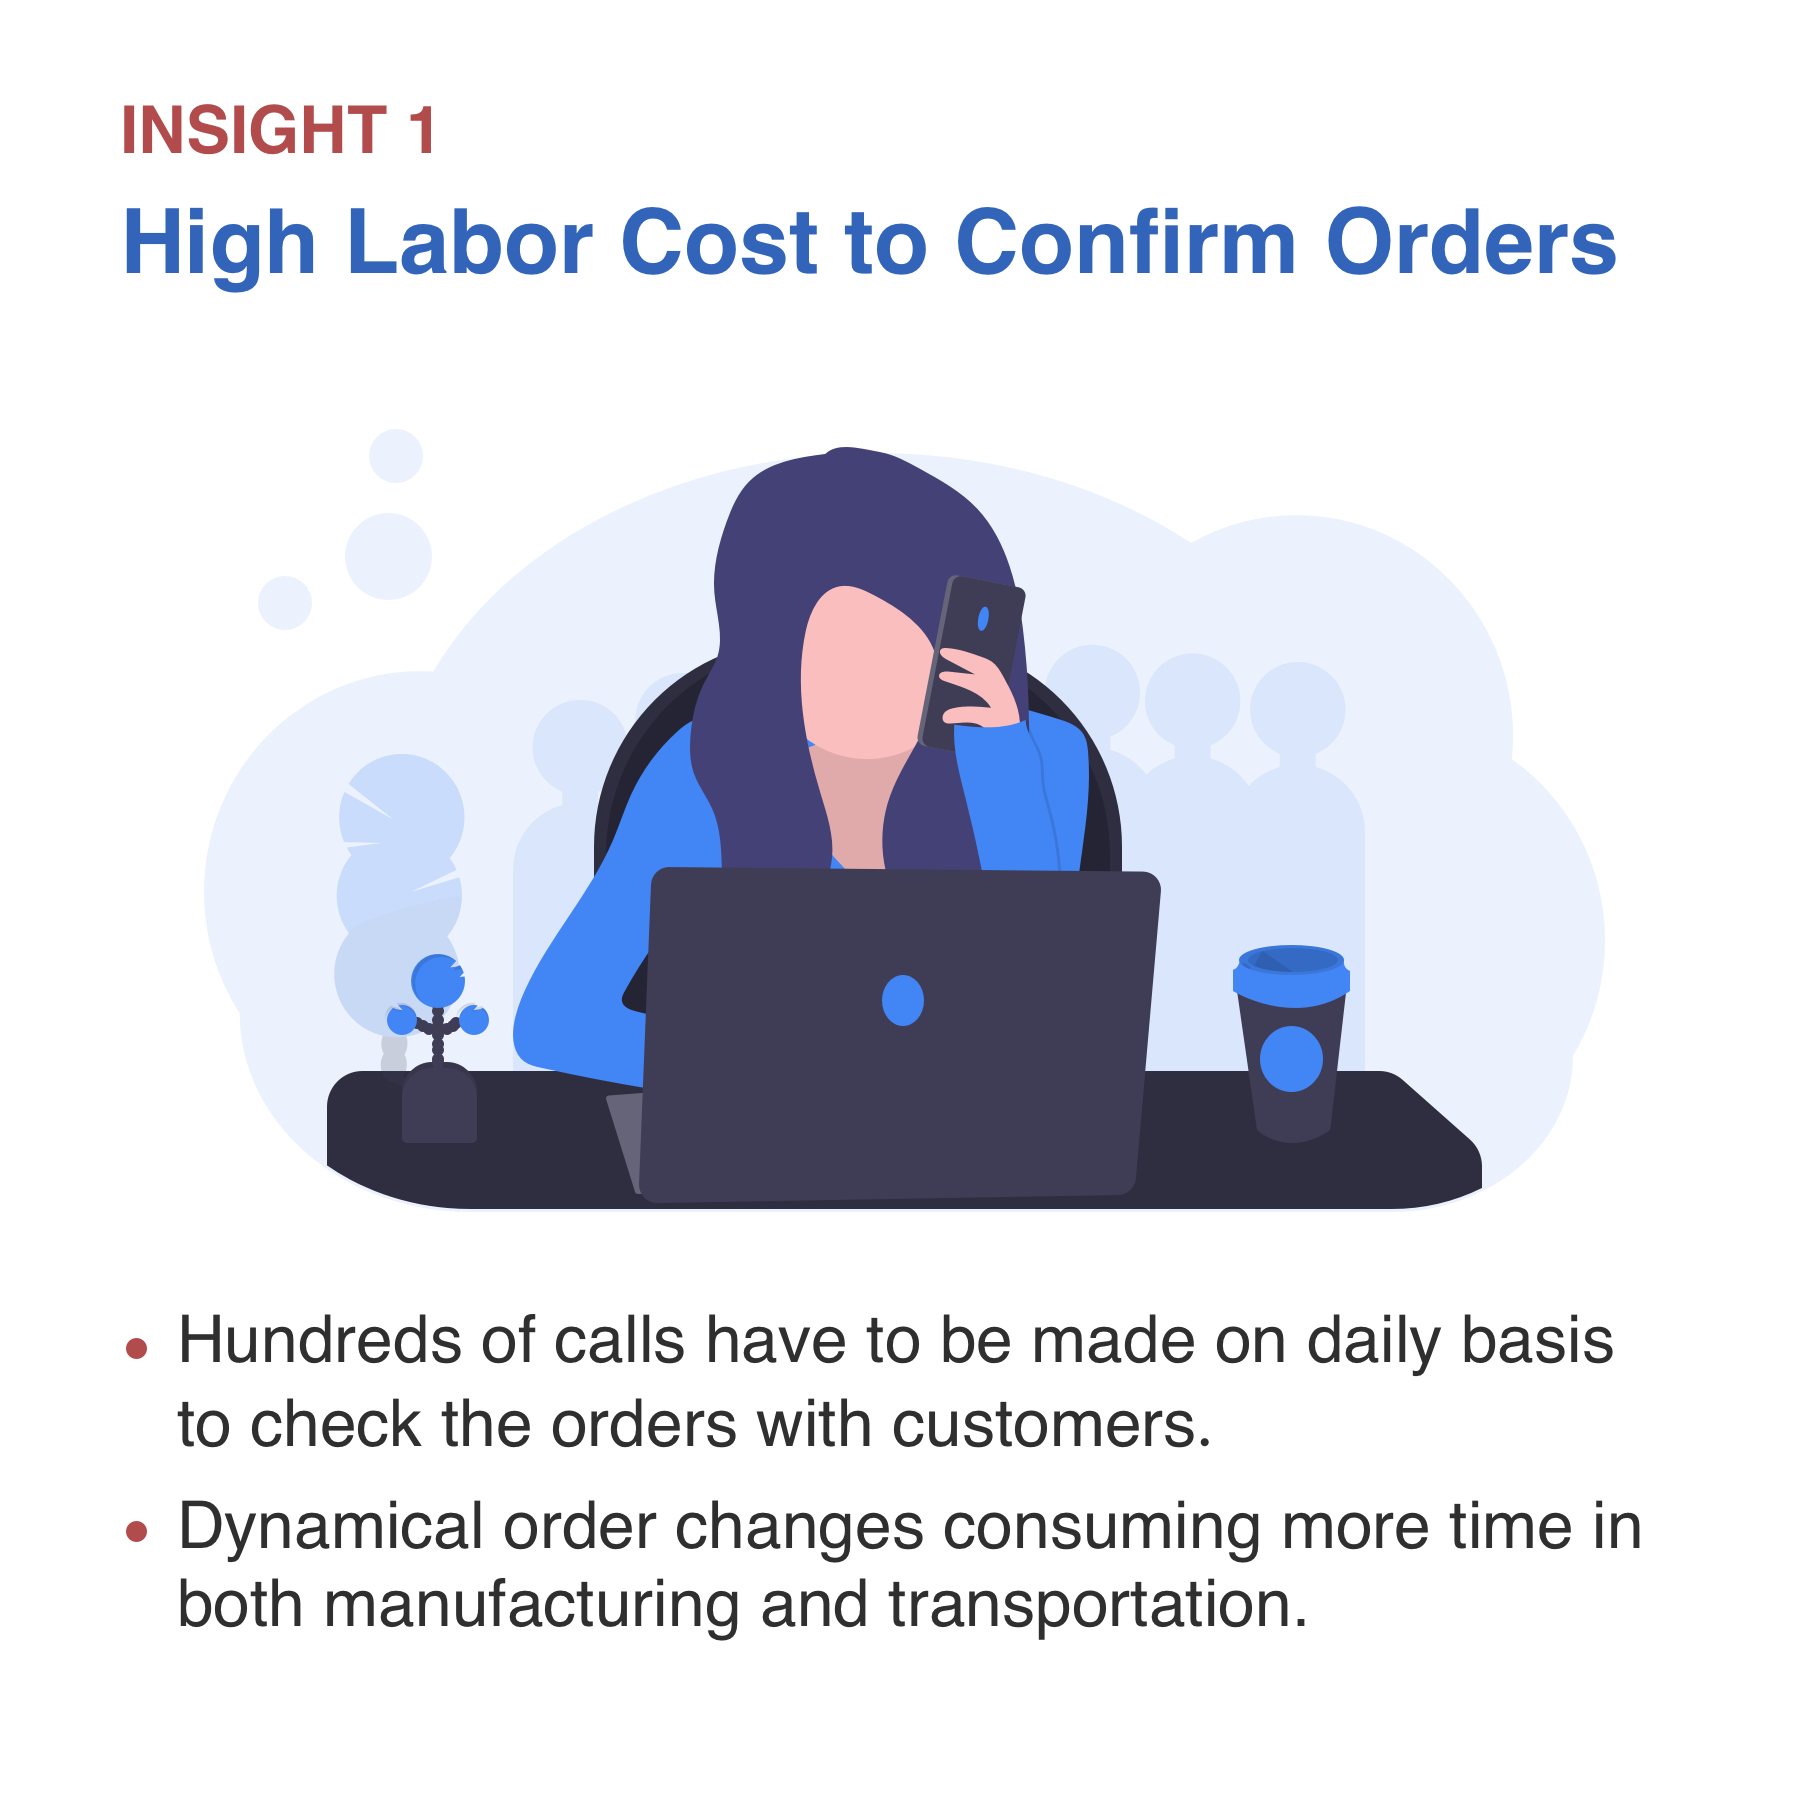 INSIGHT 1
High Labor Cost to Confirm Orders
• Hundreds of calls have to be made on daily basis
to check the orders with customers.
• Dynamical order changes consuming more time in
both manufacturing and transportation.